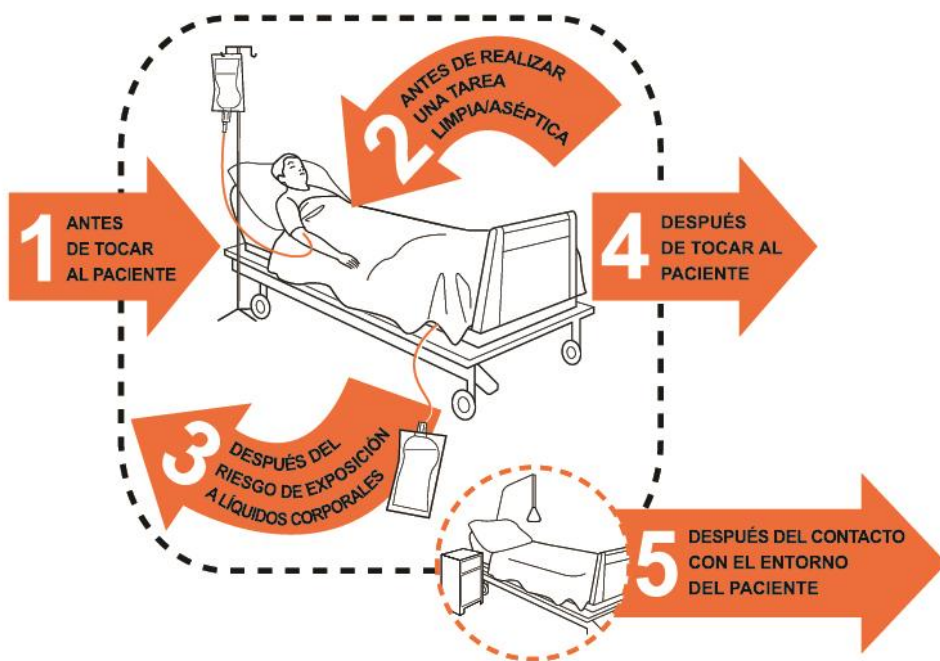 1 ANTES
DE TOCAR
AL PACIENTE
2 ANTES DE REALIZAR
UNA TAREA
LIMPIA/ASÉPTICA
3 DESPUÉS DEL
RIESGO DE EXPOSICIÓN
A LÍQUIDOS CORPORALES
4 DESPUÉS
DE TOCAR AL
PACIENTE
5 DESPUÉS DEL CONTACTO
CON EL ENTORNO
DEL PACIENTE